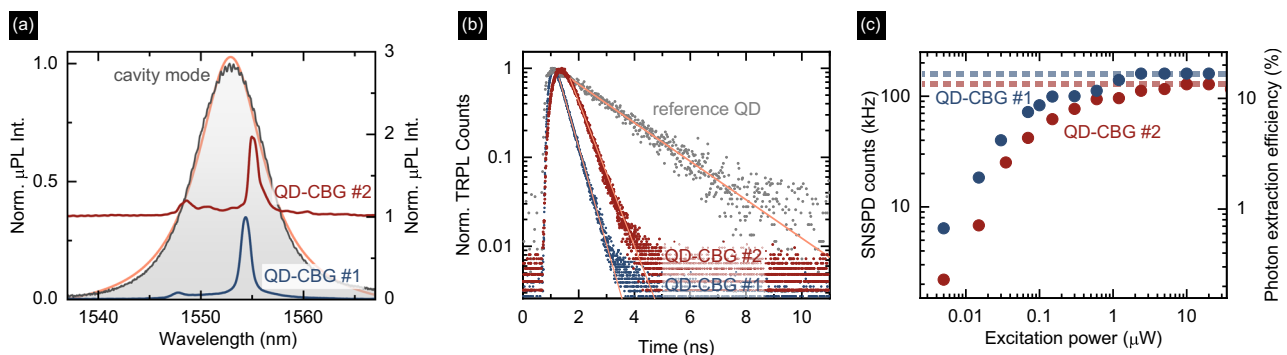 (a)
Norm. µPL Int.
1.0
0.5
0.0
cavity mode
QD-CBG #2
QD-CBG #1
3
2
1
0
Norm. µPL Int.
1540
1550
1560
Wavelength (nm)
(b)
Norm. TRPL Counts
1
0.1
0.01
reference QD
QD-CBG #2
QD-CBG #1
0
2
4
6
8
10
Time (ns)
(c)
SNSPD counts (kHz)
100
10
QD-CBG #1
QD-CBG #2
10
1
Photon extraction efficiency (%)
0.01
0.1
1
10
Excitation power (µW)